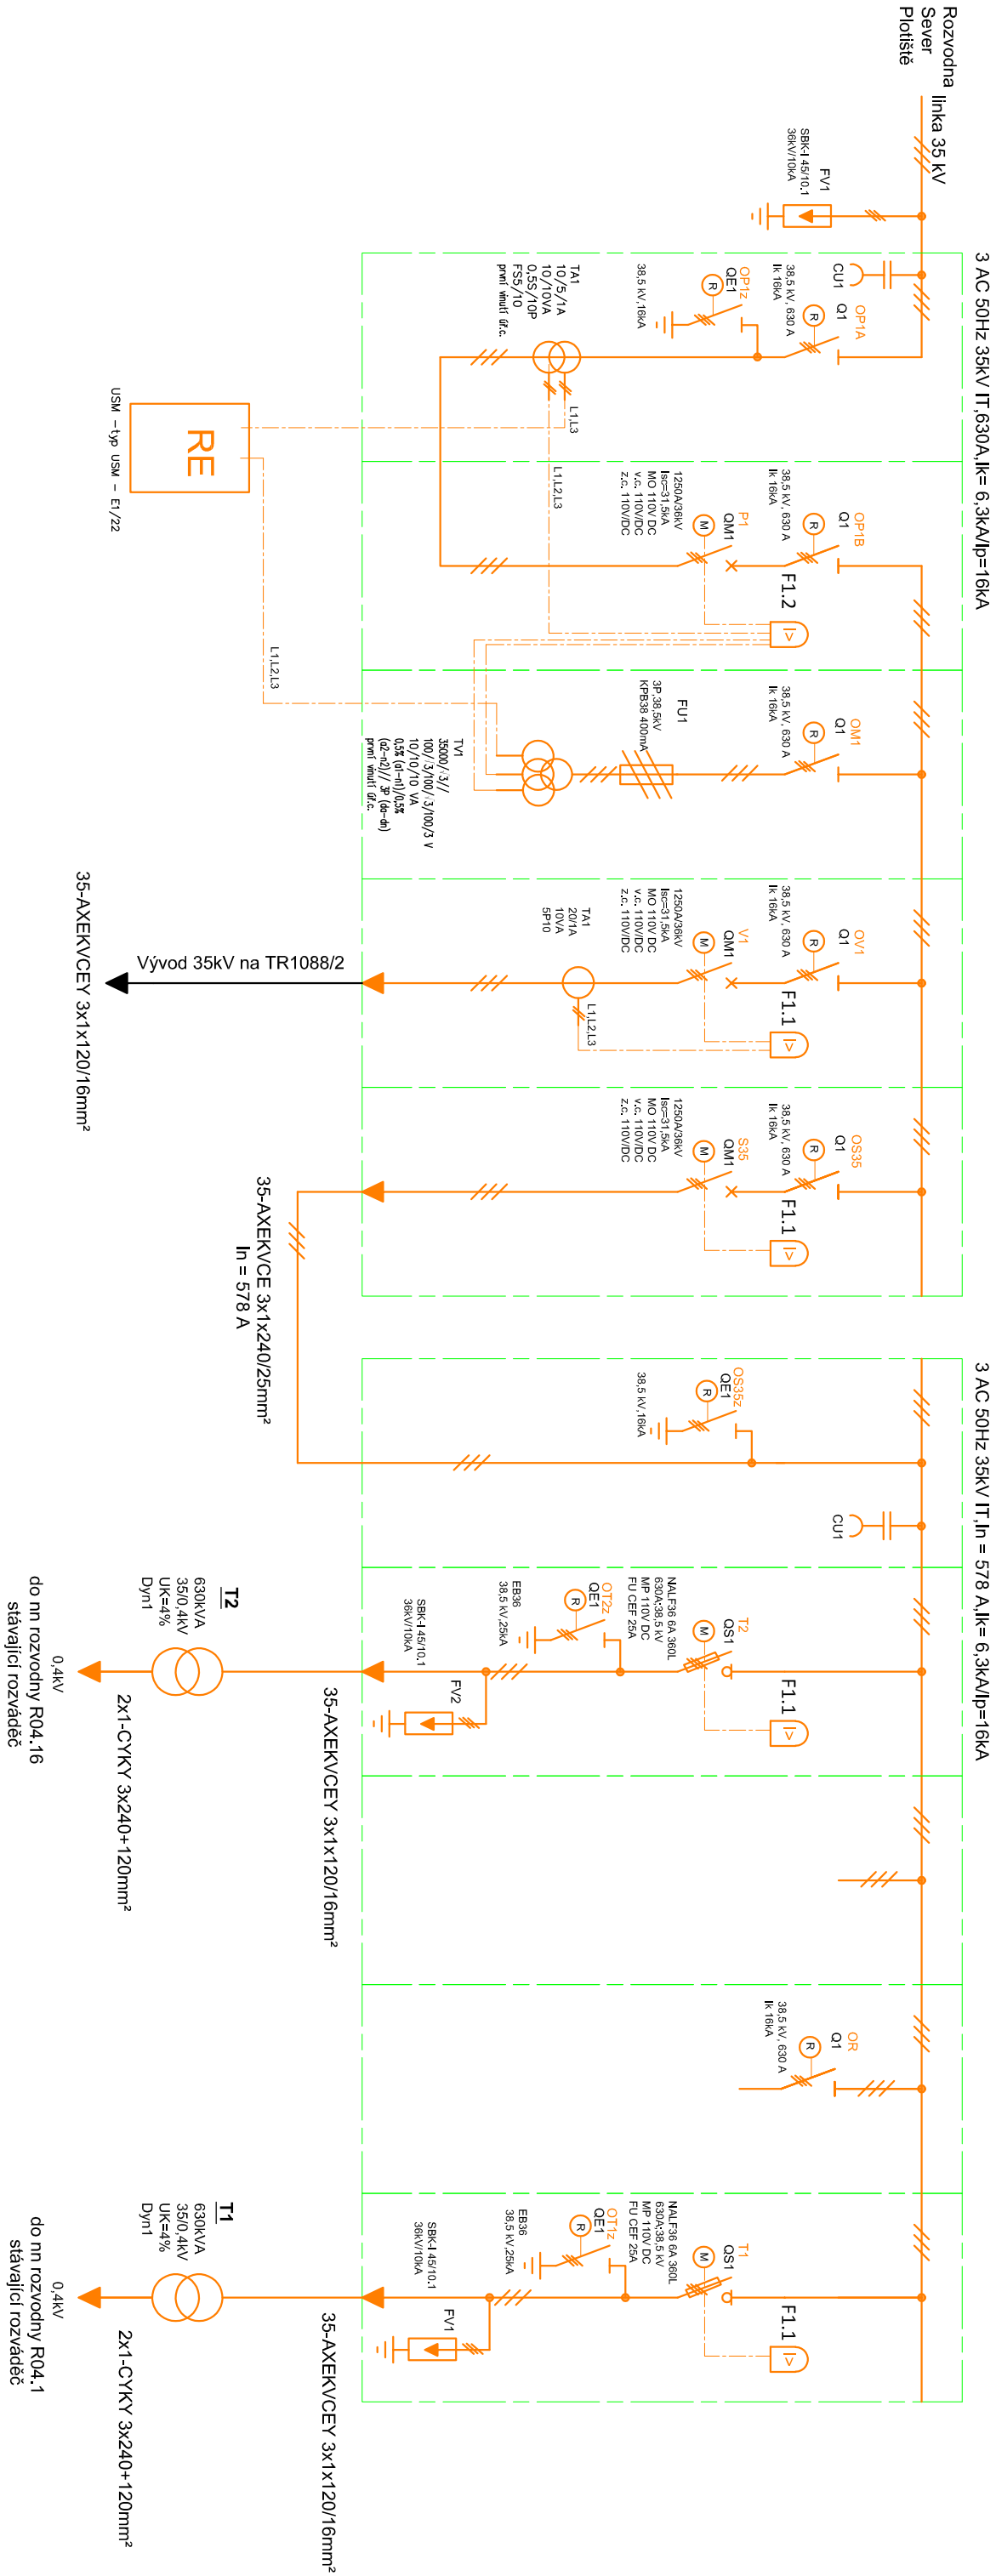 Rozvodna
Sever
Plotiště
linka 35 kV
FV1
SBK-I 45/10.1
36kV/10kA
3 AC 50Hz 35kV IT,630A,Ik= 6,3kA/Ip=16kA
CU1
OP1A
Q1
38,5 kV, 630 A
Ik 16kA
R
OP1z
QE1
R
38,5 kV,16kA
TA1
10/5/1A
10/10VA
0,5S/10P
FS5/10
první vinutí úř.c.
L1,L3
L1,L2,L3
RE
USM -typ USM - E1/22
OP1B
Q1
38,5 kV, 630 A
Ik 16kA
R
P1
QM1
M
1250A/36kV
Isc=31,5kA
MO 110V DC
v.c. 110V/DC
z.c. 110V/DC
F1.2
I>
L1,L2,L3
OM1
Q1
38,5 kV, 630 A
Ik 16kA
R
FU1
3P,38,5kV
KPB38 400mA
TV1
35000/√3//
100/√3/100/√3/100/3 V
10/10/10 VA
0,5% (a1-n1)/0,5%
(a2-n2)// 3P (da-dn)
první vinutí úř.c.
OV1
Q1
38,5 kV, 630 A
Ik 16kA
R
V1
QM1
M
1250A/36kV
Isc=31,5kA
MO 110V DC
v.c. 110V/DC
z.c. 110V/DC
F1.1
I>
TA1
20/1A
10VA
5P10
L1,L2,L3
Vývod 35kV na TR1088/2
35-AXEKVCEY 3x1x120/16mm²
OS35
Q1
38,5 kV, 630 A
Ik 16kA
R
S35
QM1
M
1250A/36kV
Isc=31,5kA
MO 110V DC
v.c. 110V/DC
z.c. 110V/DC
F1.1
I>
35-AXEKVCE 3x1x240/25mm²
In = 578 A
3 AC 50Hz 35kV IT,In = 578 A,Ik= 6,3kA/Ip=16kA
OS35z
QE1
R
38,5 kV,16kA
CU1
T2
QS1
M
NALF36 6A 360L
630A;38,5 kV
MP 110V DC
FU CEF 25A
F1.1
I>
OT2z
QE1
R
EB36
38,5 kV,25kA
FV2
SBK-I 45/10.1
36kV/10kA
35-AXEKVCEY 3x1x120/16mm²
T2
630kVA
35/0,4kV
UK=4%
Dyn1
2x1-CYKY 3x240+120mm²
0,4kV
do nn rozvodny R04.16
stávající rozváděč
OR
Q1
R
38,5 kV, 630 A
Ik 16kA
T1
QS1
M
NALF36 6A 360L
630A;38,5 kV
MP 110V DC
FU CEF 25A
F1.1
I>
OT1z
QE1
R
EB36
38,5 kV,25kA
FV1
SBK-I 45/10.1
36kV/10kA
35-AXEKVCEY 3x1x120/16mm²
T1
630kVA
35/0,4kV
UK=4%
Dyn1
2x1-CYKY 3x240+120mm²
0,4kV
do nn rozvodny R04.1
stávající rozváděč